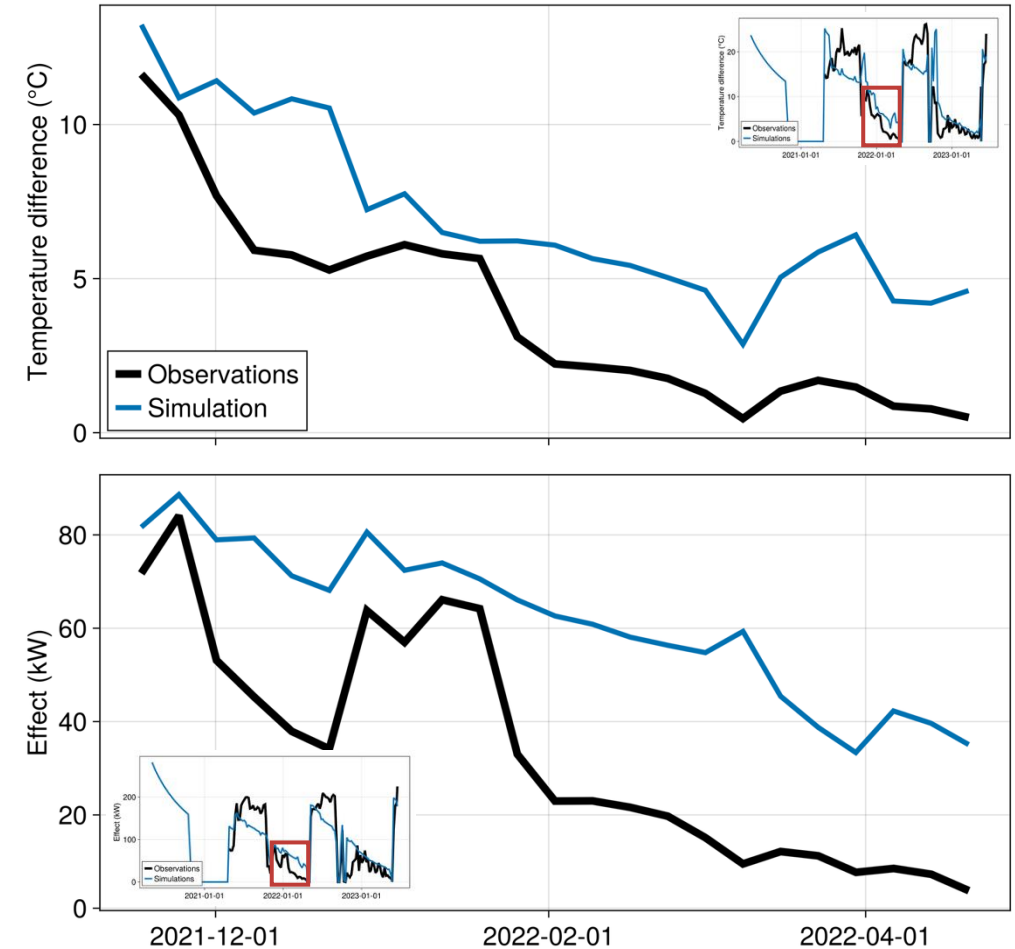 Temperature difference (°C)
10
5
0
Observations
Simulation
Temperature difference (°C)
20
10
0
Observations
Simulations
2021-01-01
2022-01-01
2023-01-01
Effect (kW)
80
60
40
20
0
Effect (kW)
200
100
0
Observations
Simulations
2021-01-01
2022-01-01
2023-01-01
2021-12-01
2022-02-01
2022-04-01